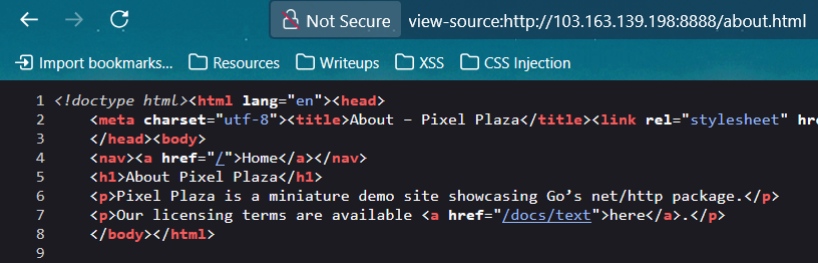 Not Secure view-source:http://103.163.139.198:8888/about.html
Import bookmarks... Resources Writeups XSS CSS Injection
1 <!doctype html><html lang="en"><head>
2 <meta charset="utf-8"><title>About – Pixel Plaza</title><link rel="stylesheet" hr
3 </head><body>
4 <nav><a href="/">Home</a></nav>
5 <h1>About Pixel Plaza</h1>
6 <p>Pixel Plaza is a miniature demo site showcasing Go’s net/http package.</p>
7 <p>Our licensing terms are available <a href="/docs/text">here</a>.</p>
8 </body></html>
9